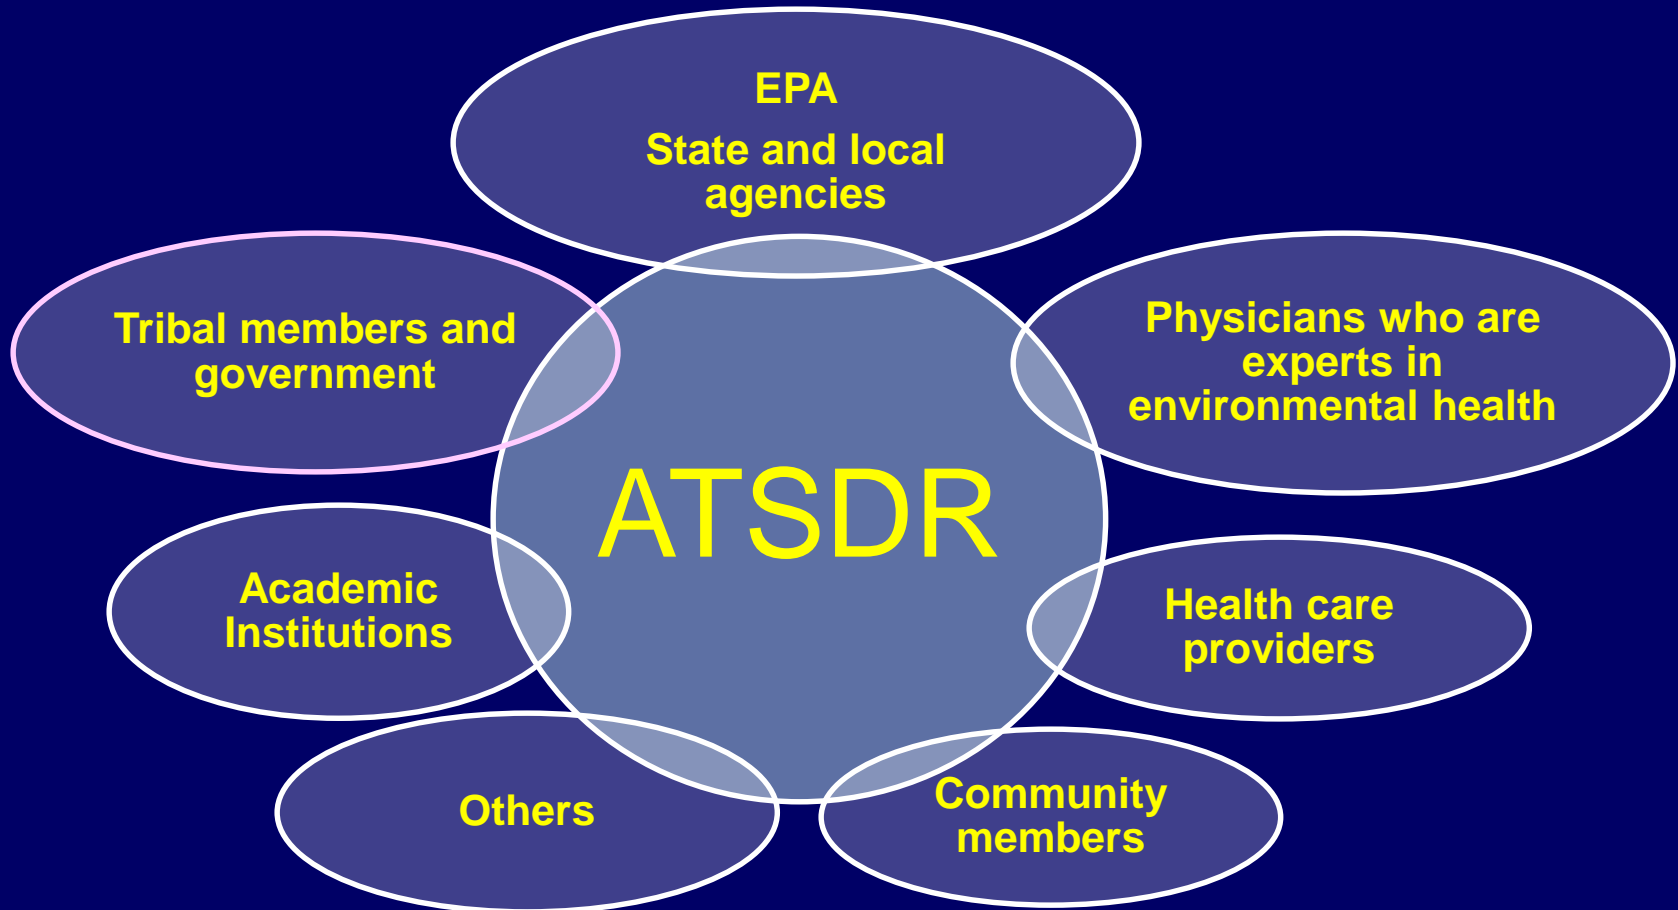 EPA
State and local
agencies
Tribal members and
government
Physicians who are
experts in
environmental health
ATSDR
Academic
Institutions
Health care
providers
Others
Community
members